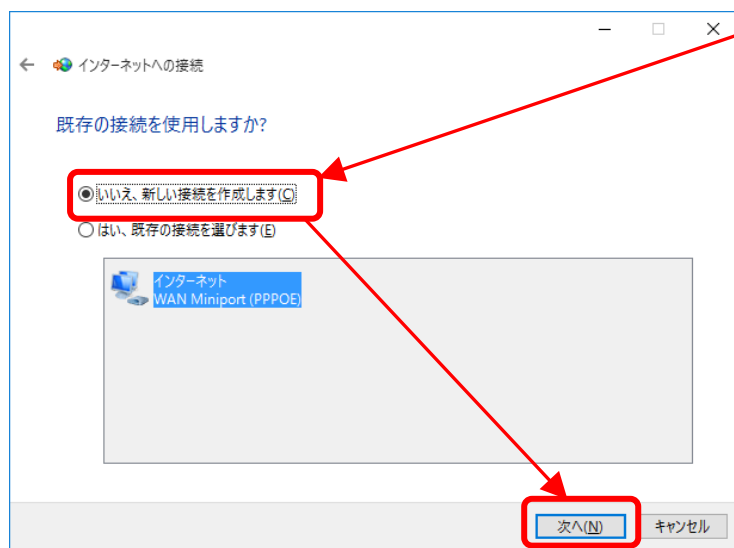 インターネットへの接続
既存の接続を使用しますか?
いいえ、新しい接続を作成します(C)
はい、既存の接続を選びます(E)
インターネット
WAN Miniport (PPPOE)
次へ(N)
キャンセル